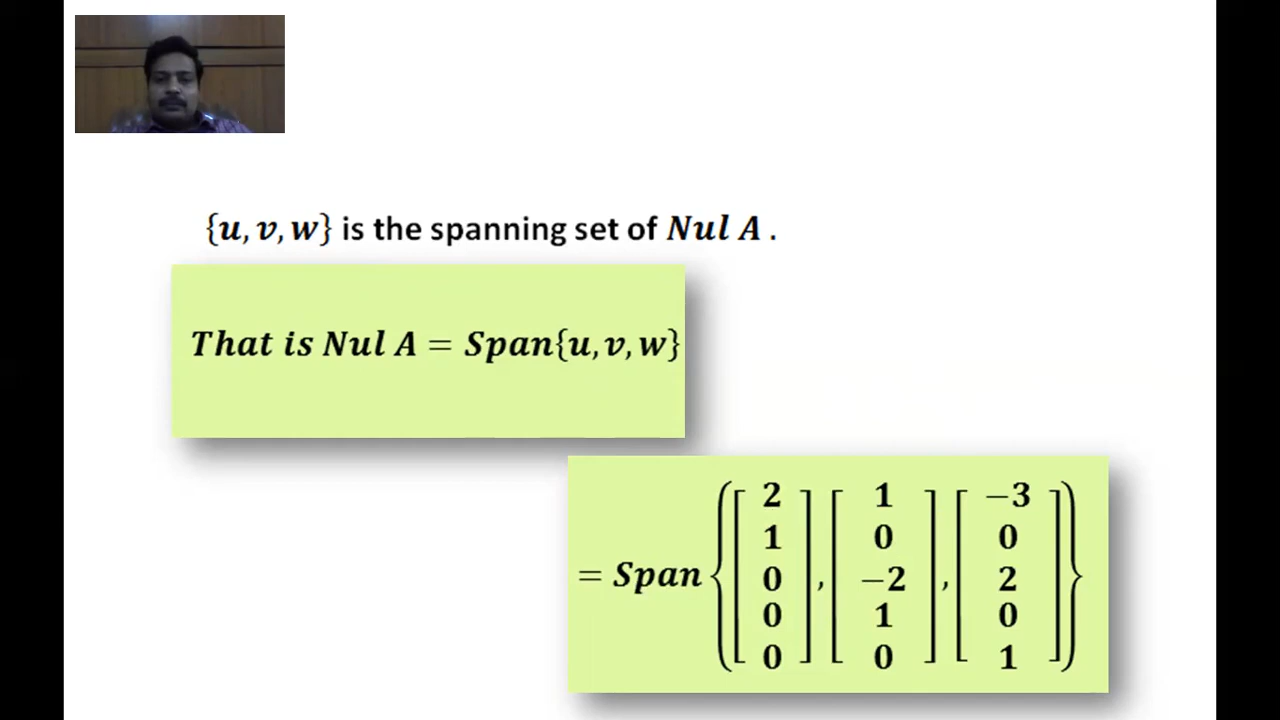 {u, v, w} is the spanning set of Nul A .
That is Nul A = Span{u, v, w}
= Span {[2 1 0 0 0], [1 0 −2 1 0], [−3 0 2 0 1]}